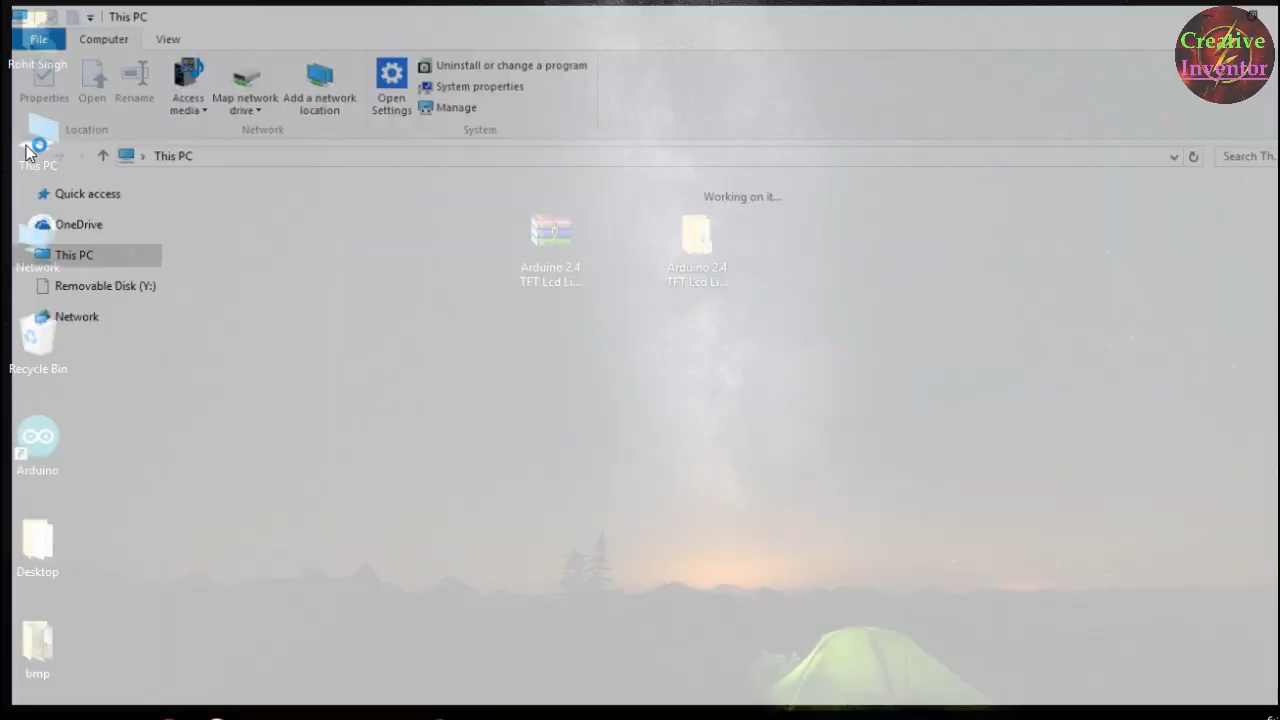 This PC
File
Computer
View
Rohit Singh
Properties
Open
Rename
Access
media
Map network
drive
Add a network
location
Open
Settings
Uninstall or change a program
System properties
Manage
Location
Network
System
This PC
This PC
Search Th...
Quick access
OneDrive
This PC
Network
Removable Disk (Y:)
Network
Recycle Bin
Arduino
Desktop
bmp
Working on it...
Arduino 2.4
TFT Lcd Li...
Arduino 2.4
TFT Lcd Li...
Creative
Inventor